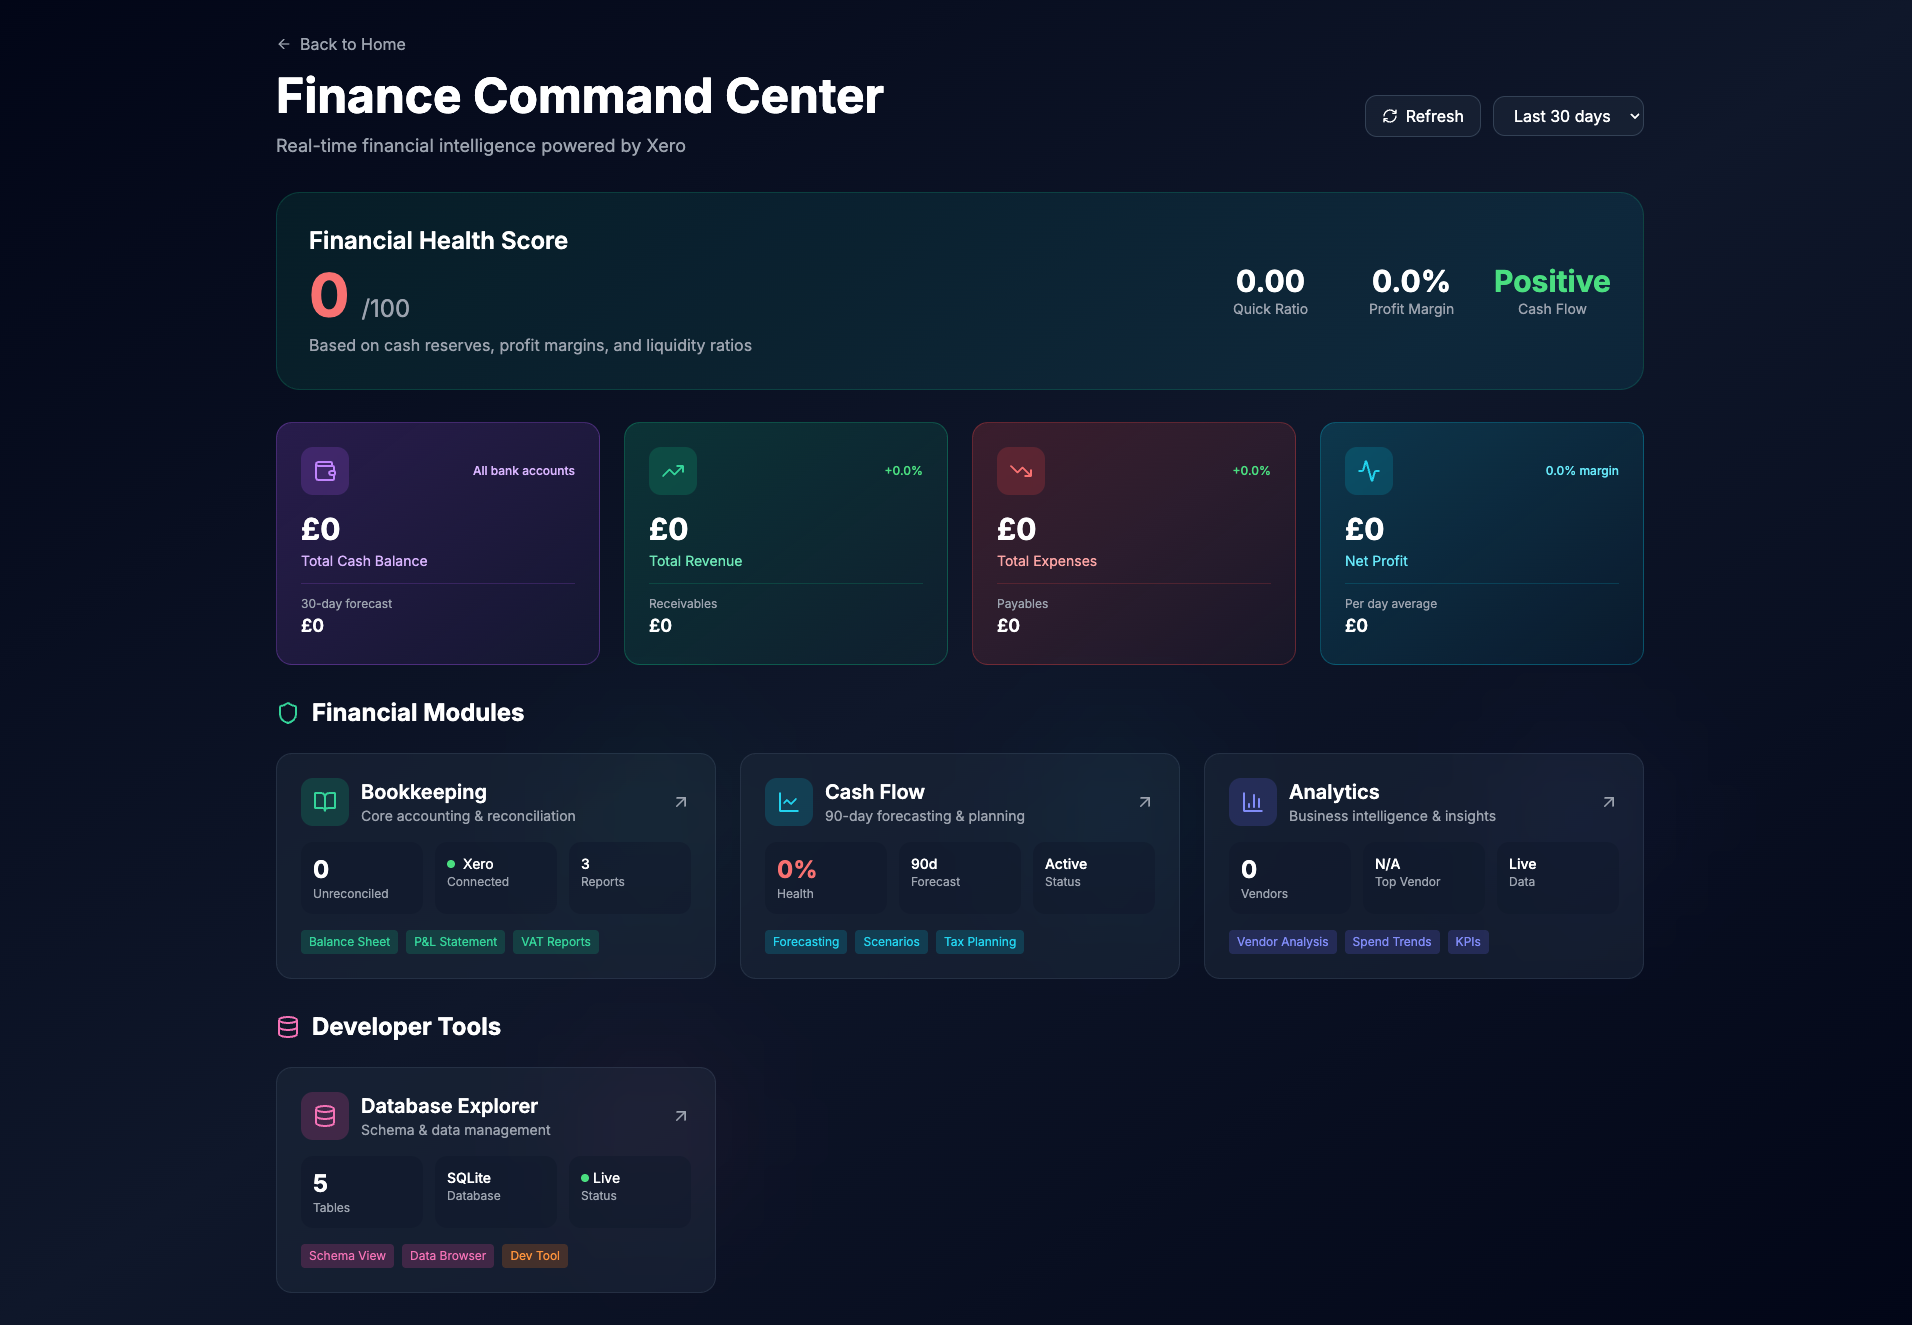 Back to Home
Finance Command Center
Real-time financial intelligence powered by Xero
Refresh
Last 30 days
Financial Health Score
0 /100
Based on cash reserves, profit margins, and liquidity ratios
0.00
Quick Ratio
0.0%
Profit Margin
Positive
Cash Flow
All bank accounts
£0
Total Cash Balance
30-day forecast
£0
+0.0%
£0
Total Revenue
Receivables
£0
+0.0%
£0
Total Expenses
Payables
£0
0.0% margin
£0
Net Profit
Per day average
£0
Financial Modules
Bookkeeping
Core accounting & reconciliation
0
Unreconciled
Xero
Connected
3
Reports
Balance Sheet
P&L Statement
VAT Reports
Cash Flow
90-day forecasting & planning
0%
Health
90d
Forecast
Active
Status
Forecasting
Scenarios
Tax Planning
Analytics
Business intelligence & insights
0
Vendors
N/A
Top Vendor
Live
Data
Vendor Analysis
Spend Trends
KPIs
Developer Tools
Database Explorer
Schema & data management
5
Tables
SQLite
Database
Live
Status
Schema View
Data Browser
Dev Tool